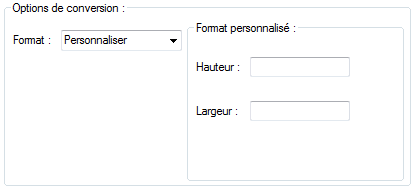 Options de conversion :
Format : Personnaliser
Format personnalisé :
Hauteur :
Largeur :